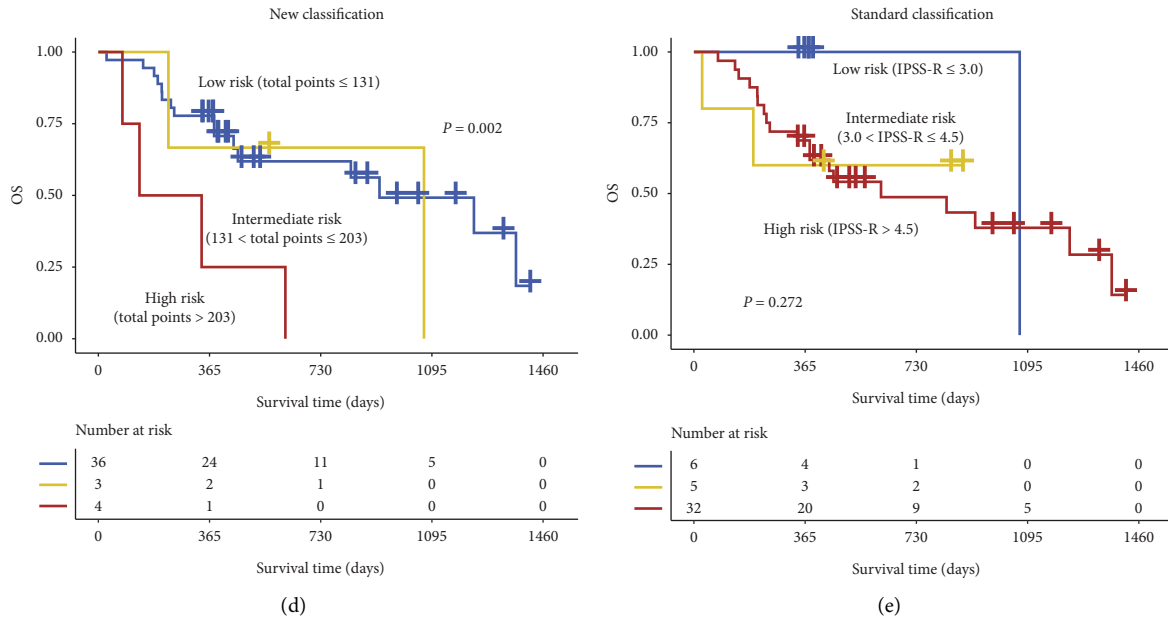 New classification
1.00
0.75
0.50
0.25
0.00
OS
Low risk (total points ≤ 131)
P = 0.002
Intermediate risk
(131 < total points ≤ 203)
High risk
(total points > 203)
0 365 730 1095 1460
Survival time (days)
Number at risk
36 24 11 5 0
3 2 1 0 0
4 1 0 0 0
0 365 730 1095 1460
Survival time (days)
(d)
Standard classification
1.00
0.75
0.50
0.25
0.00
OS
Low risk (IPSS-R ≤ 3.0)
Intermediate risk
(3.0 < IPSS-R ≤ 4.5)
High risk (IPSS-R > 4.5)
P = 0.272
0 365 730 1095 1460
Survival time (days)
Number at risk
6 4 1 0 0
5 3 2 0 0
32 20 9 5 0
0 365 730 1095 1460
Survival time (days)
(e)